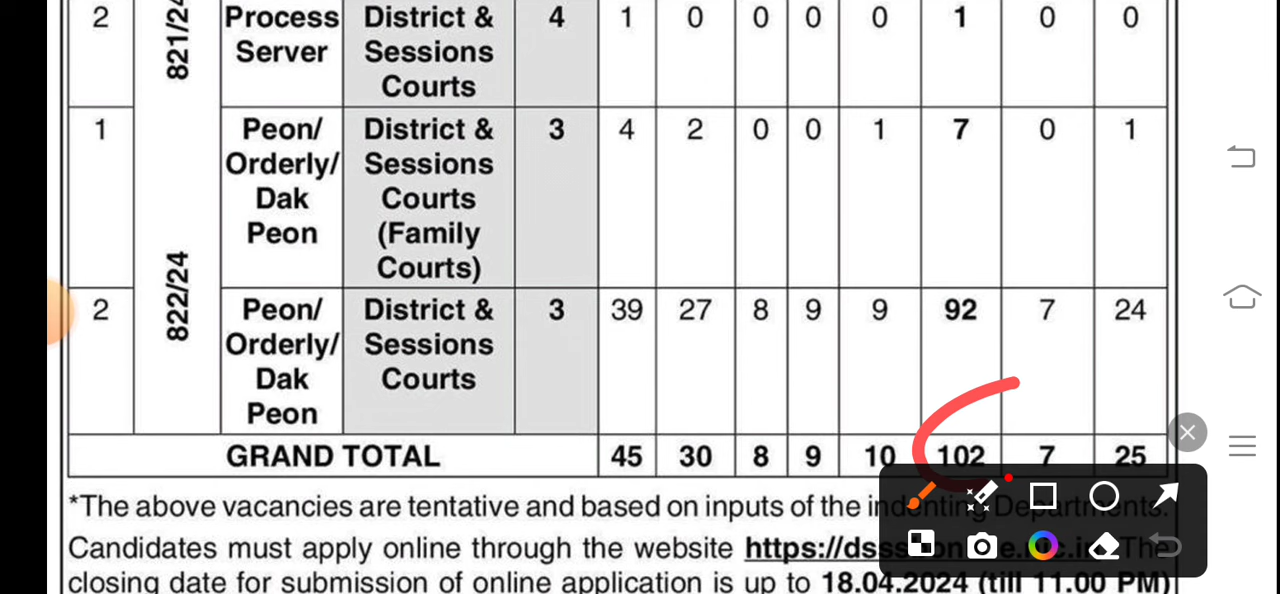 2 821/24 Process District & 4 1 0 0 0 0 1 0 0
Server Sessions
Courts
1 Peon/ District & 3 4 2 0 0 1 7 0 1
Orderly/ Sessions
Dak Courts
Peon (Family
Courts)
822/24
2 Peon/ District & 3 39 27 8 9 9 92 7 24
Orderly/ Sessions
Dak Courts
Peon
GRAND TOTAL 45 30 8 9 10 102 7 25
*The above vacancies are tentative and based on inputs of the indenting Departments.
Candidates must apply online through the website The
closing date for submission of online application is up to 18.04.2024 (till 11.00 PM)